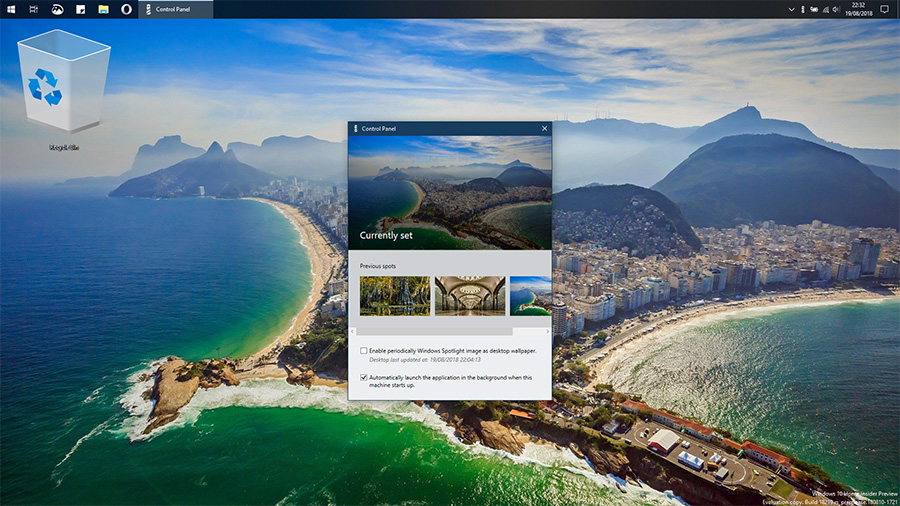 Control Panel
22:32
19/08/2018
Control Panel
Currently set
Previous spots
Enable periodically Windows Spotlight image as desktop wallpaper.
Desktop last updated at: 19/08/2018 22:04:13
Automatically launch the application in the background when this
machine starts up.
Windows 10 Home Insider Preview
Evaluation copy. Build 18219.rs_prerelease.180810-1721